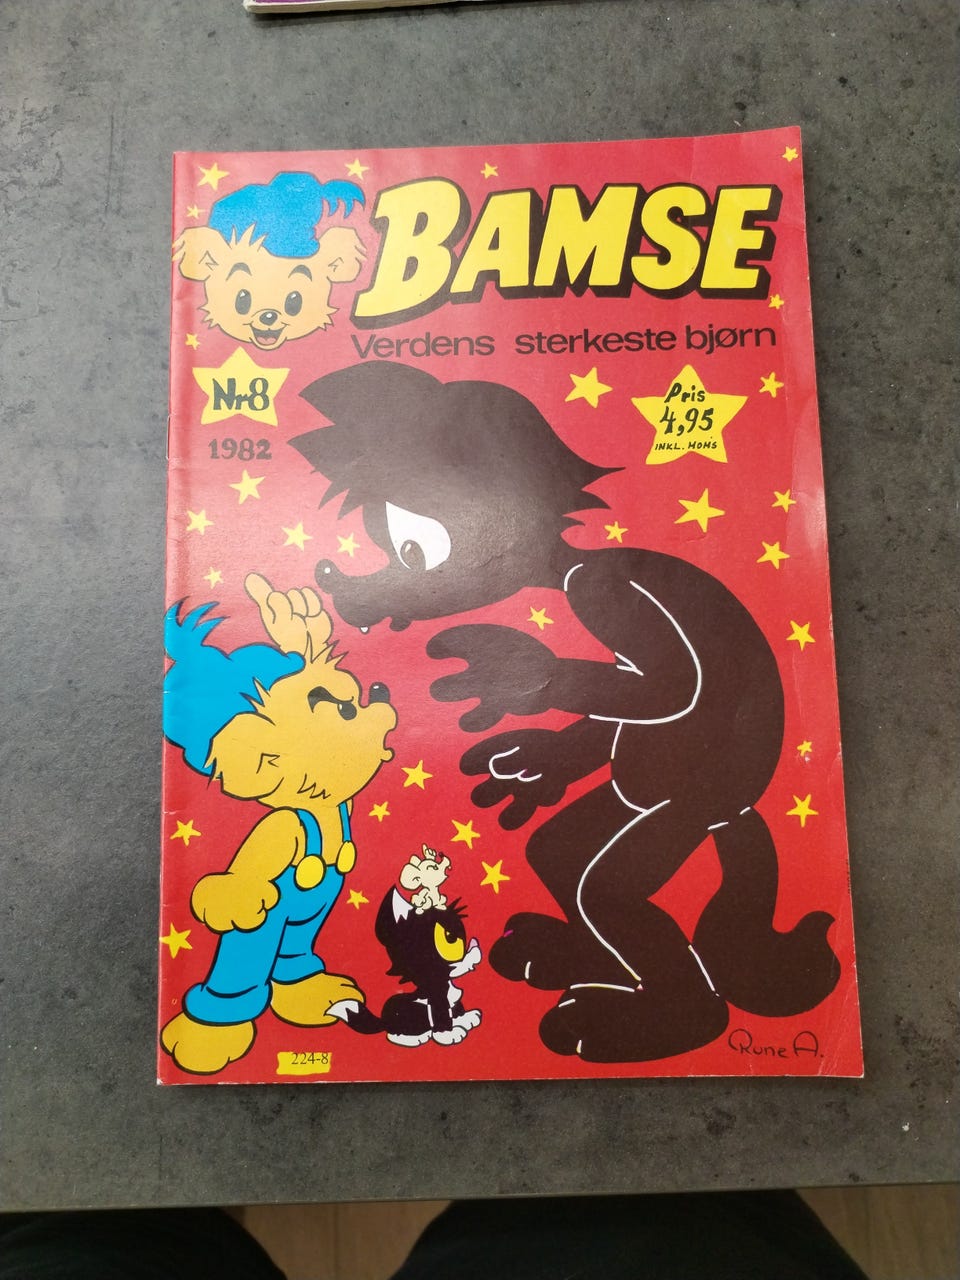 BAMSE
Verdens sterkeste bjørn
Nr8
1982
Pris
4,95
INKL. MOMS
224-8
Rune A.